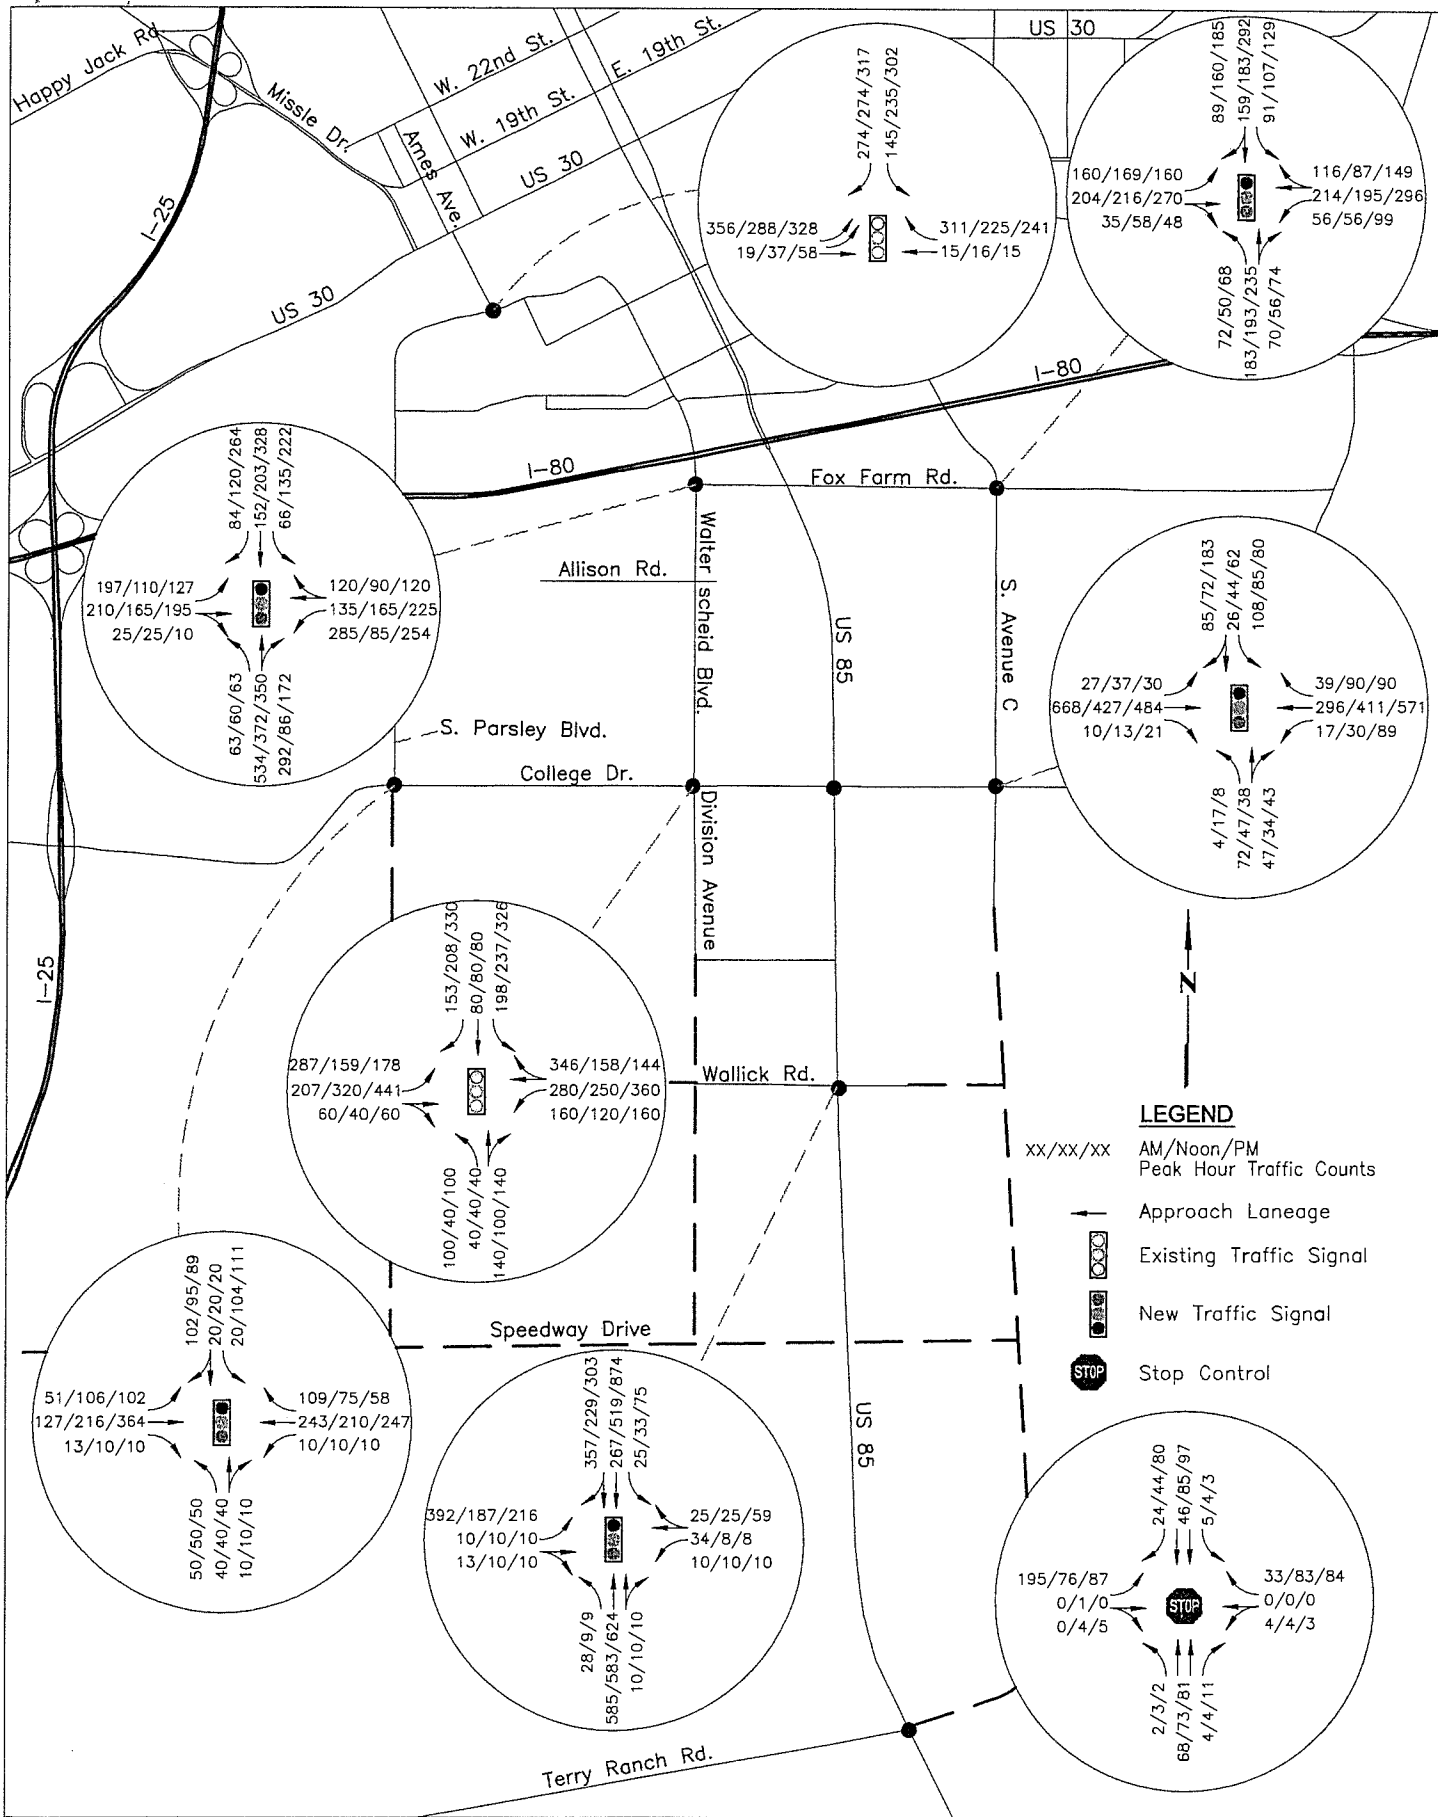 Happy Jack Rd
Missle Dr.
I-25
W. 22nd St.
E. 19th St.
W. 19th St.
Ames Ave.
US 30
US 30
US 30
274/274/317
145/235/302
356/288/328
19/37/58
311/225/241
15/16/15
89/160/185
159/183/292
91/107/129
160/169/160
204/216/270
35/58/48
116/87/149
214/195/296
56/56/99
72/50/68
183/193/235
70/56/74
I-80
I-80
Fox Farm Rd.
84/120/264
152/203/328
66/135/222
197/110/127
210/165/195
25/25/10
120/90/120
135/165/225
285/85/254
63/60/63
534/372/350
292/86/172
Allison Rd.
Walter scheid Blvd.
US 85
S. Avenue C
85/72/183
26/44/62
108/85/80
27/37/30
668/427/484
10/13/21
39/90/90
296/411/571
17/30/89
4/17/8
72/47/38
47/34/43
S. Parsley Blvd.
College Dr.
Division Avenue
I-25
153/208/330
80/80/80
198/237/326
287/159/178
207/320/441
60/40/60
346/158/144
280/250/360
160/120/160
100/40/100
40/40/40
140/100/140
N
Wallick Rd.
LEGEND
xx/xx/xx AM/Noon/PM
Peak Hour Traffic Counts
Approach Laneage
Existing Traffic Signal
New Traffic Signal
STOP Stop Control
Speedway Drive
102/95/89
20/20/20
20/104/111
51/106/102
127/216/364
13/10/10
109/75/58
243/210/247
10/10/10
50/50/50
40/40/40
10/10/10
357/229/303
267/519/874
25/33/75
392/187/216
10/10/10
13/10/10
25/25/59
34/8/8
10/10/10
28/9/9
585/583/624
10/10/10
US 85
24/44/80
46/85/97
5/4/3
195/76/87
0/1/0
0/4/5
STOP
33/83/84
0/0/0
4/4/3
2/3/2
68/73/81
4/4/11
Terry Ranch Rd.